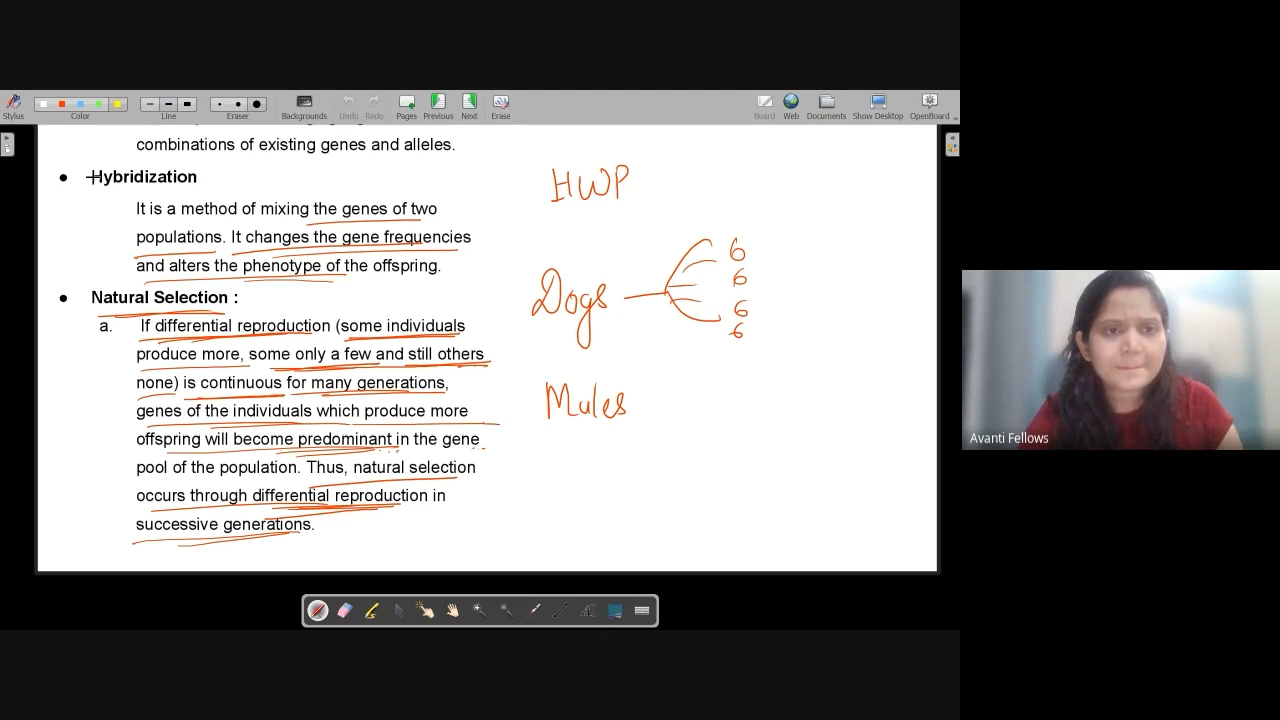 Stylus
Color
Line
Eraser
Backgrounds
Undo
Redo
Pages
Previous
Next
Erase
Board
Web
Documents
Show Desktop
OpenBoard
combinations of existing genes and alleles.
• Hybridization
It is a method of mixing the genes of two
populations. It changes the gene frequencies
and alters the phenotype of the offspring.
• Natural Selection :
a. If differential reproduction (some individuals
produce more, some only a few and still others
none) is continuous for many generations,
genes of the individuals which produce more
offspring will become predominant in the gene
pool of the population. Thus, natural selection
occurs through differential reproduction in
successive generations.
HWP
Dogs
6
6
6
6
Mules
Avanti Fellows